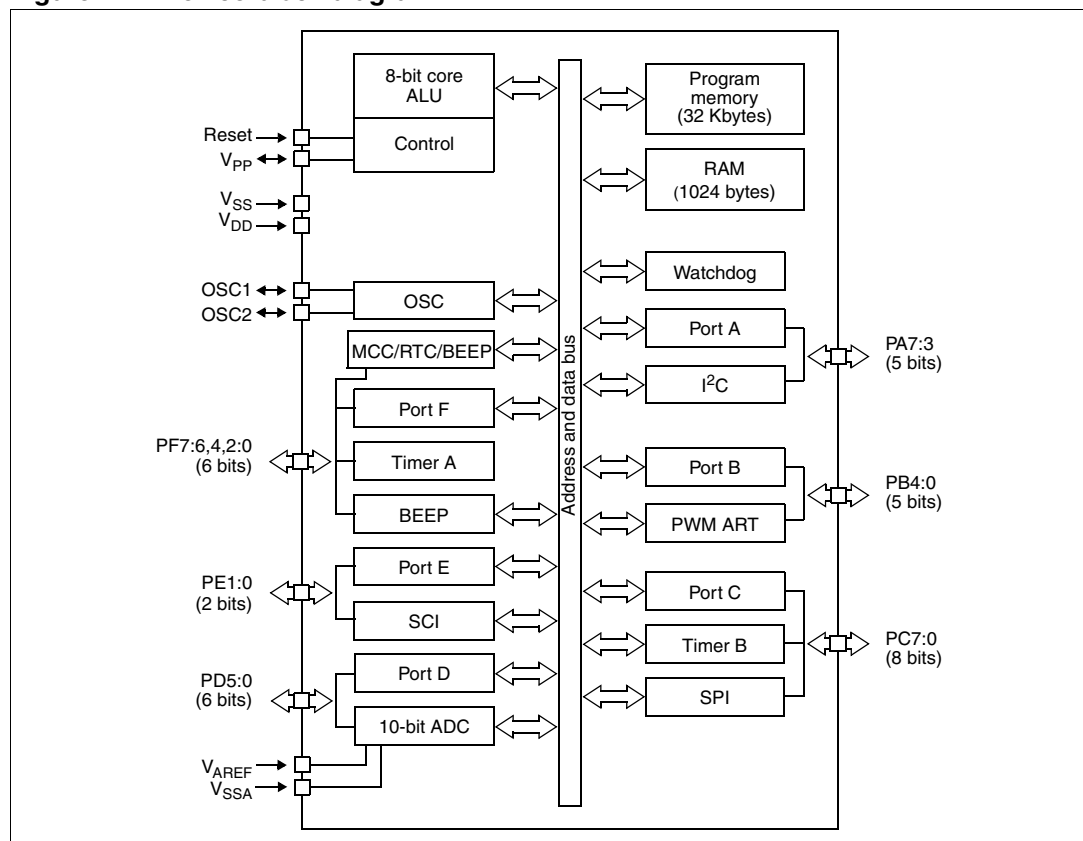 8-bit core
ALU
Control
Reset
VPP
VSS
VDD
OSC1
OSC2
OSC
MCC/RTC/BEEP
Port F
Timer A
BEEP
PF7:6,4,2:0
(6 bits)
Port E
SCI
PE1:0
(2 bits)
Port D
10-bit ADC
PD5:0
(6 bits)
VAREF
VSSA
Address and data bus
Program
memory
(32 Kbytes)
RAM
(1024 bytes)
Watchdog
Port A
I²C
PA7:3
(5 bits)
Port B
PWM ART
PB4:0
(5 bits)
Port C
Timer B
SPI
PC7:0
(8 bits)